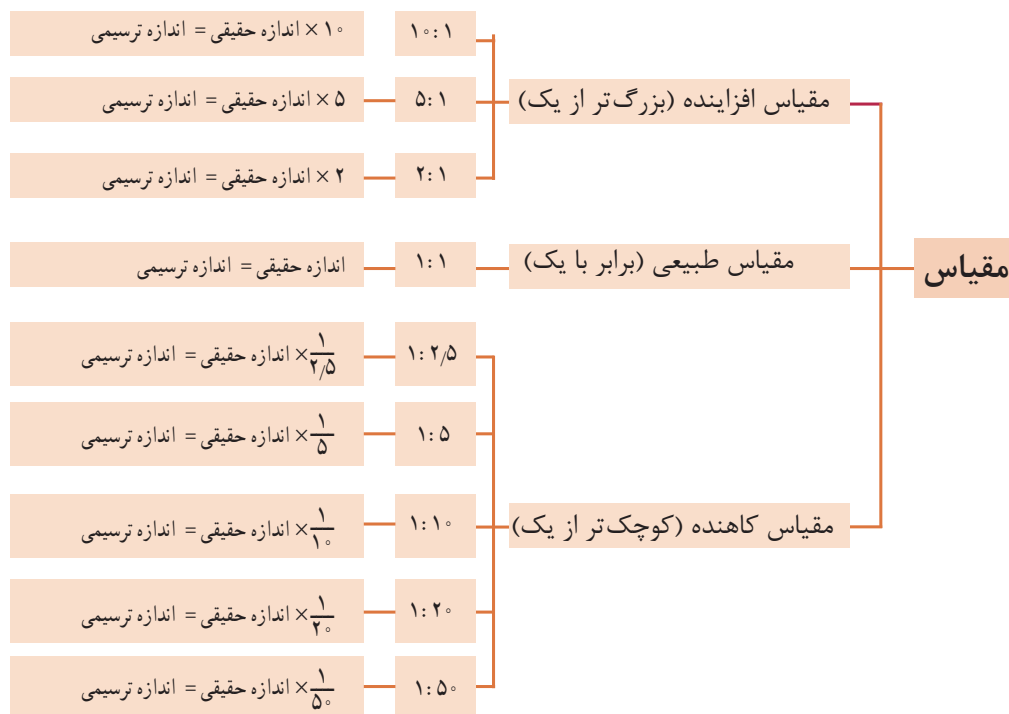 مقیاس
مقیاس افزاینده (بزرگ‌تر از یک)
۱۰:۱
۱۰ × اندازه حقیقی = اندازه ترسیمی
۵:۱
۵ × اندازه حقیقی = اندازه ترسیمی
۲:۱
۲ × اندازه حقیقی = اندازه ترسیمی
مقیاس طبیعی (برابر با یک)
۱:۱
اندازه حقیقی = اندازه ترسیمی
مقیاس کاهنده (کوچک‌تر از یک)
۱:۲/۵
۱/۲/۵ × اندازه حقیقی = اندازه ترسیمی
۱:۵
۱/۵ × اندازه حقیقی = اندازه ترسیمی
۱:۱۰
۱/۱۰ × اندازه حقیقی = اندازه ترسیمی
۱:۲۰
۱/۲۰ × اندازه حقیقی = اندازه ترسیمی
۱:۵۰
۱/۵۰ × اندازه حقیقی = اندازه ترسیمی